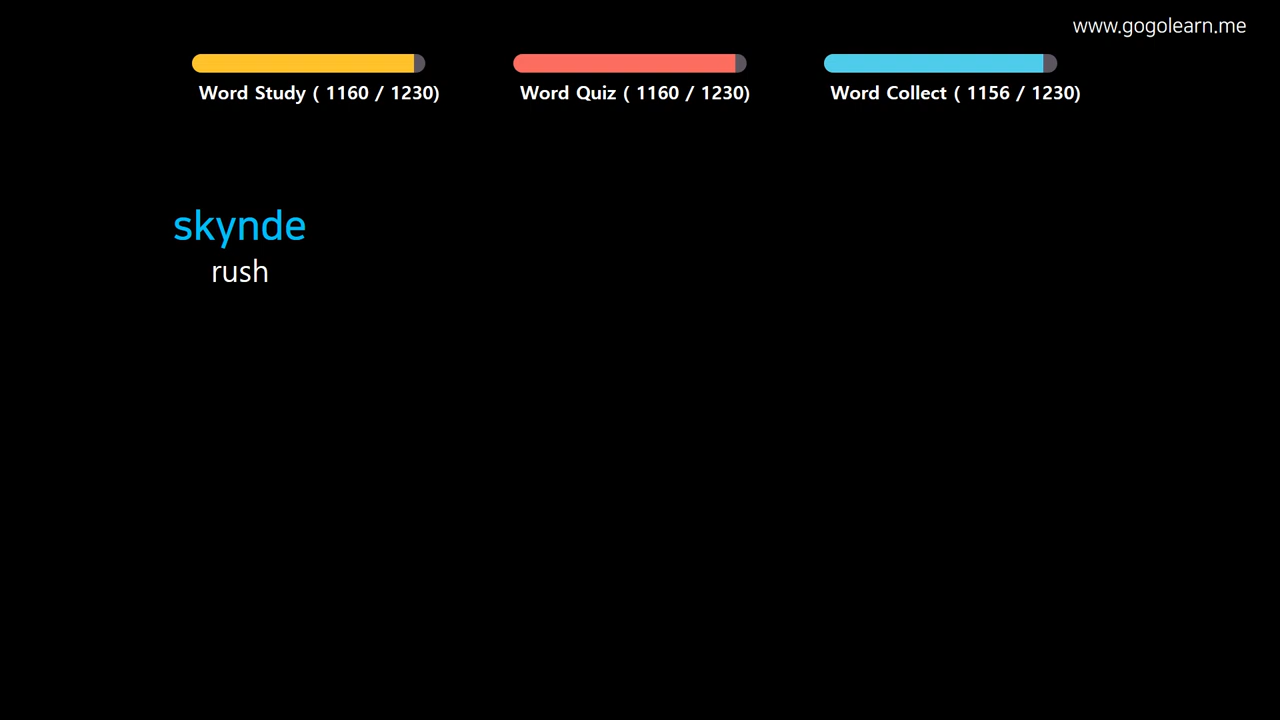 www.gogolearn.me
Word Study ( 1160 / 1230)
Word Quiz ( 1160 / 1230)
Word Collect ( 1156 / 1230)
skynde
rush